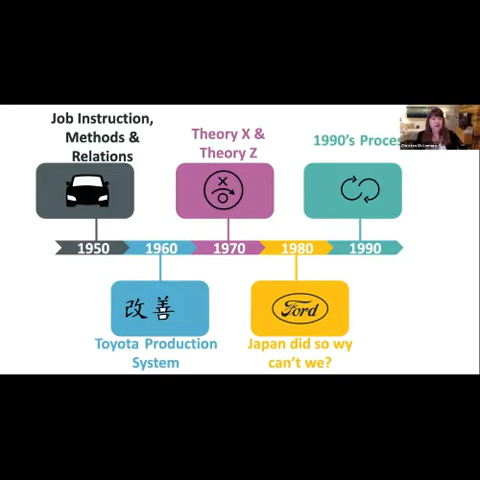 Job Instruction,
Methods &
Relations
Theory X &
Theory Z
1990's Proces
1950
1960
1970
1980
1990
改善
Ford
Toyota Production
System
Japan did so wy
can't we?